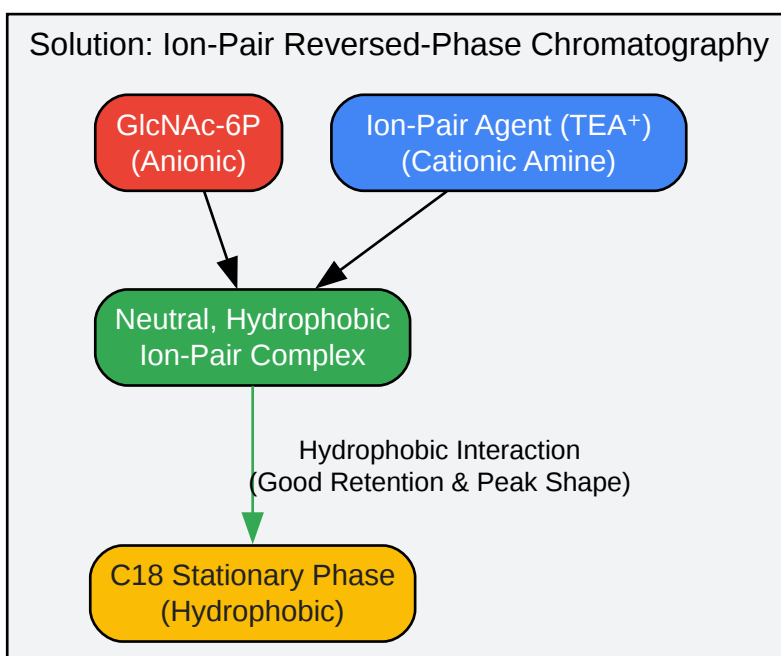 Solution: Ion-Pair Reversed-Phase Chromatography
GlcNAc-6P
(Anionic)
Ion-Pair Agent (TEA⁺)
(Cationic Amine)
Neutral, Hydrophobic
Ion-Pair Complex
Hydrophobic Interaction
(Good Retention & Peak Shape)
C18 Stationary Phase
(Hydrophobic)